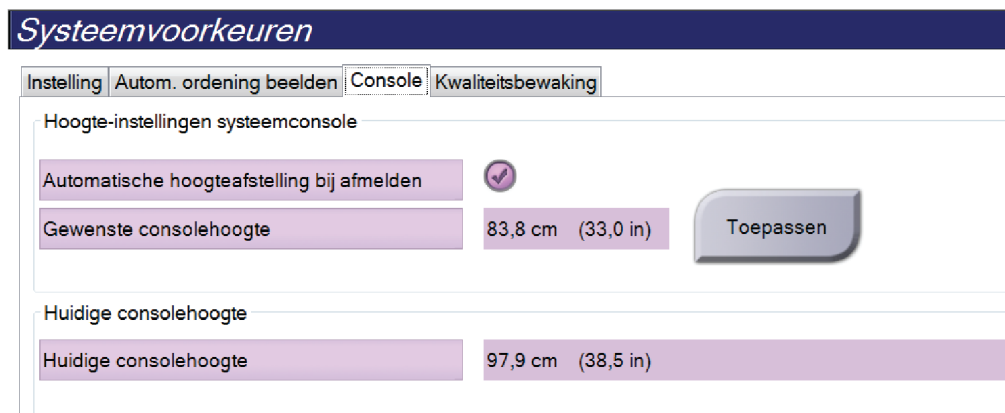 Systeemvoorkeuren
Instelling Autom. ordening beelden Console Kwaliteitsbewaking
Hoogte-instellingen systeemconsole
Automatische hoogteafstelling bij afmelden
Gewenste consolehoogte 83,8 cm (33,0 in) Toepassen
Huidige consolehoogte
Huidige consolehoogte 97,9 cm (38,5 in)